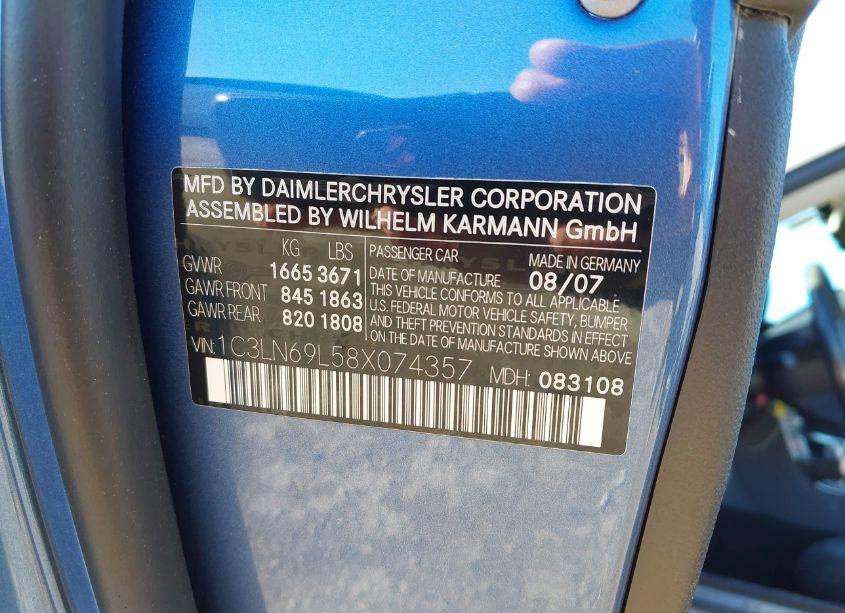 MFD BY DAIMLERCHRYSLER CORPORATION
ASSEMBLED BY WILHELM KARMANN GmbH
KG LBS
GVWR 1665 3671
GAWR FRONT 845 1863
GAWR REAR 820 1808
PASSENGER CAR MADE IN GERMANY
DATE OF MANUFACTURE 08/07
THIS VEHICLE CONFORMS TO ALL APPLICABLE
U.S. FEDERAL MOTOR VEHICLE SAFETY, BUMPER
AND THEFT PREVENTION STANDARDS IN EFFECT
ON THE DATE OF MANUFACTURE SHOWN ABOVE.
VIN: 1C3LN69L58X074357 MDH: 083108